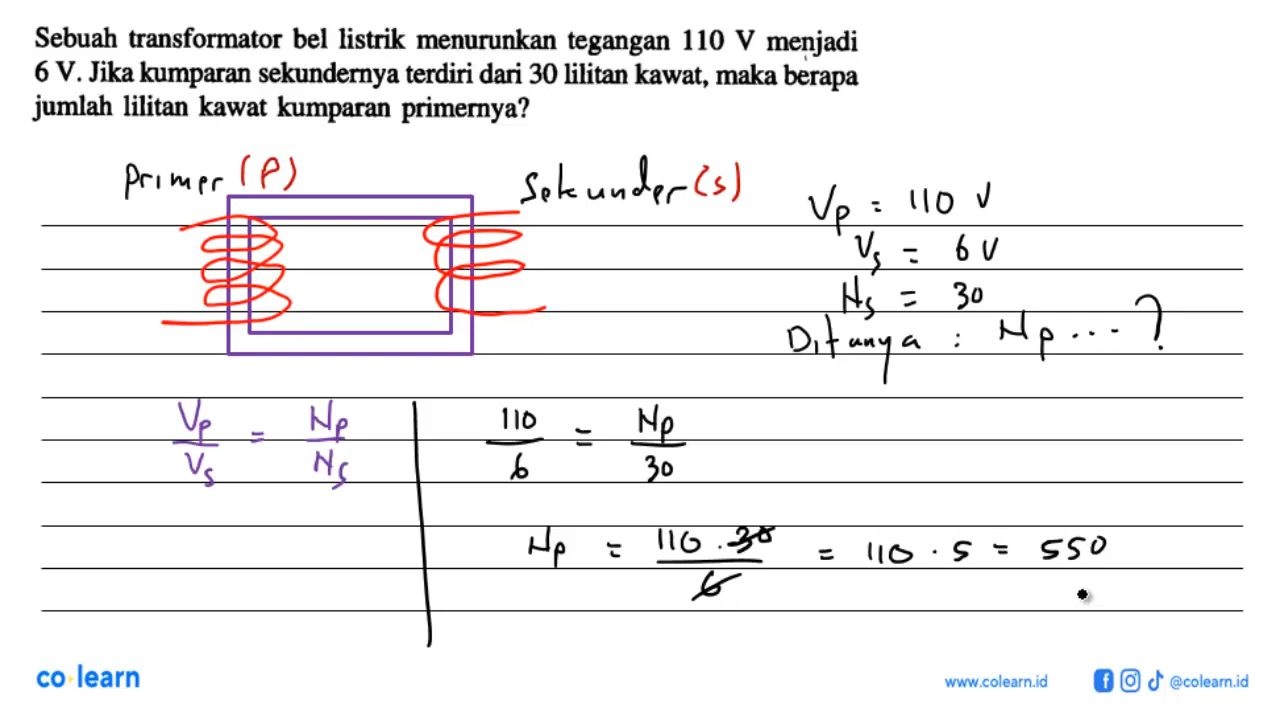 Sebuah transformator bel listrik menurunkan tegangan 110 V menjadi
6 V. Jika kumparan sekundernya terdiri dari 30 lilitan kawat, maka berapa
jumlah lilitan kawat kumparan primernya?
Primer (P)
Sekunder (s)
Vp = 110 V
Vs = 6 V
Ns = 30
Ditanya : Np ... ?
Vp/Vs = Np/Ns
110/6 = Np/30
Np = 110 . 30/6 = 110 . 5 = 550
co learn
www.colearn.id
@colearn.id